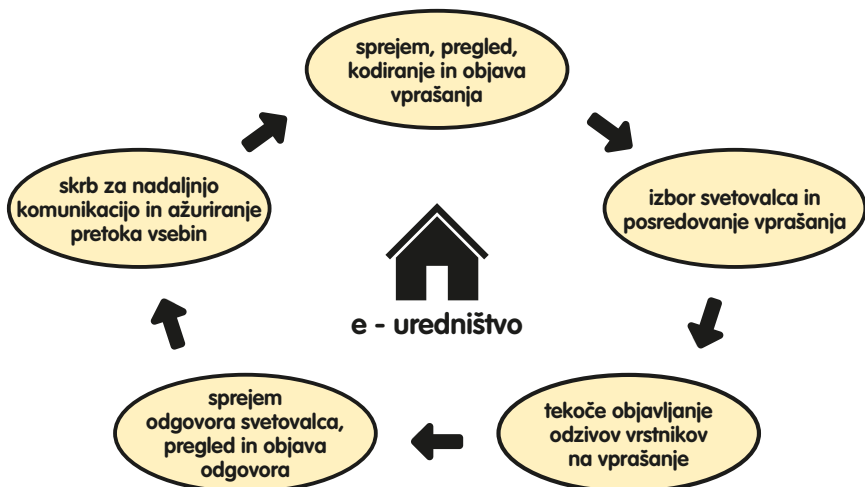 sprejem, pregled,
kodiranje in objava
vprašanja
izbor svetovalca in
posredovanje vprašanja
tekoče objavljanje
odzivov vrstnikov
na vprašanje
sprejem
odgovora svetovalca,
pregled in objava
odgovora
skrb za nadaljnjo
komunikacijo in ažuriranje
pretoka vsebin
e - uredništvo